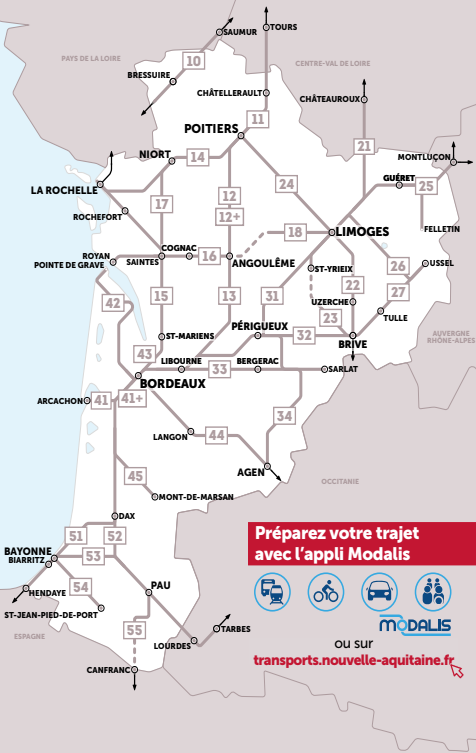 SAUMUR
TOURS
PAYS DE LA LOIRE
10
CENTRE-VAL DE LOIRE
BRESSUIRE
CHÂTELLERAULT
CHÂTEAUROUX
11
POITIERS
21
NIORT
14
MONTLUÇON
GUÉRET
25
LA ROCHELLE
24
12
12+
17
ROCHEFORT
FELLETIN
18
LIMOGES
COGNAC
16
ROYAN
POINTE DE GRAVE
SAINTES
ANGOULÊME
ST-YRIEIX
26
USSEL
42
15
13
31
22
27
UZERCHE
23
TULLE
PÉRIGUEUX
32
ST-MARIENS
BRIVE
AUVERGNE
RHÔNE-ALPES
43
LIBOURNE
33
BERGERAC
SARLAT
BORDEAUX
ARCACHON
41
41+
34
LANGON
44
AGEN
45
OCCITANIE
MONT-DE-MARSAN
DAX
51
52
BAYONNE
BIARRITZ
53
HENDAYE
54
PAU
ST-JEAN-PIED-DE-PORT
55
ESPAGNE
TARBES
LOURDES
CANFRANC
Préparez votre trajet
avec l'appli Modalis
MODALIS
ou sur
transports.nouvelle-aquitaine.fr